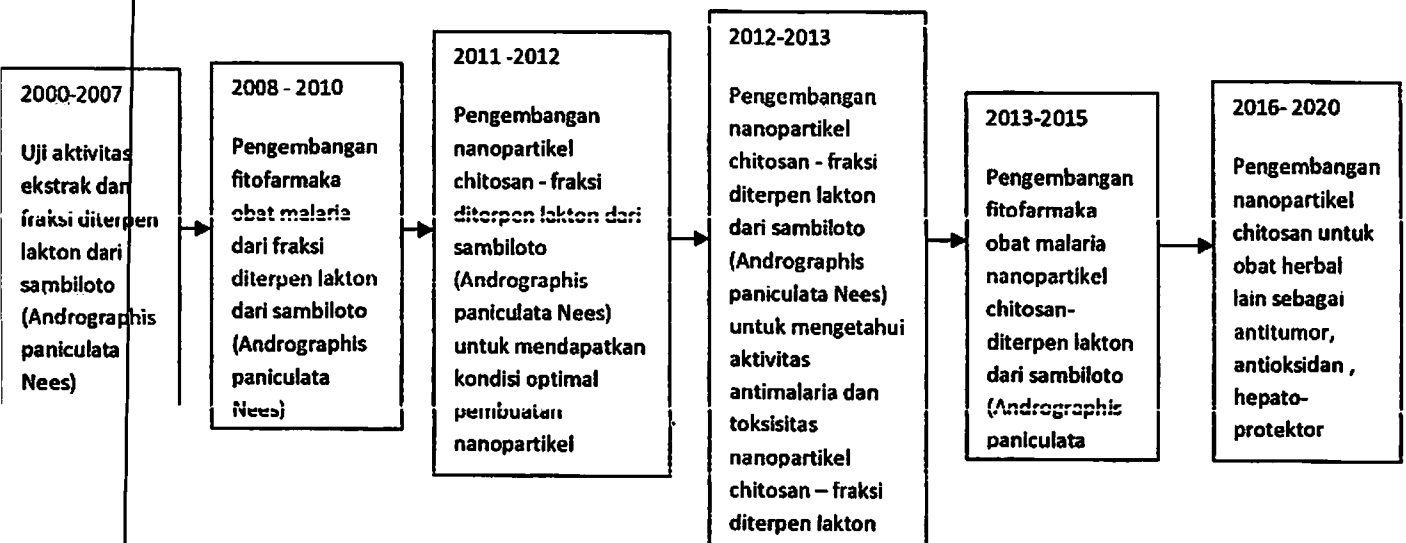 2000-2007
Uji aktivitas
ekstrak dan
fraksi diterpen
lakton dari
sambiloto
(Andrographis
paniculata
Nees)
2008 - 2010
Pengembangan
fitofarmaka
obat malaria
dari fraksi
diterpen lakton
dari sambiloto
(Andrographis
paniculata
Nees)
2011 -2012
Pengembangan
nanopartikel
chitosan - fraksi
diterpen lakton dari
sambiloto
(Andrographis
paniculata Nees)
untuk mendapatkan
kondisi optimal
pembuatan
nanopartikel
2012-2013
Pengembangan
nanopartikel
chitosan - fraksi
diterpen lakton
dari sambiloto
(Andrographis
paniculata Nees)
untuk mengetahui
aktivitas
antimalaria dan
toksisitas
nanopartikel
chitosan – fraksi
diterpen lakton
2013-2015
Pengembangan
fitofarmaka
obat malaria
nanopartikel
chitosan-
diterpen lakton
dari sambiloto
(Andrographis
paniculata
2016- 2020
Pengembangan
nanopartikel
chitosan untuk
obat herbal
lain sebagai
antitumor,
antioksidan ,
hepato-
protektor